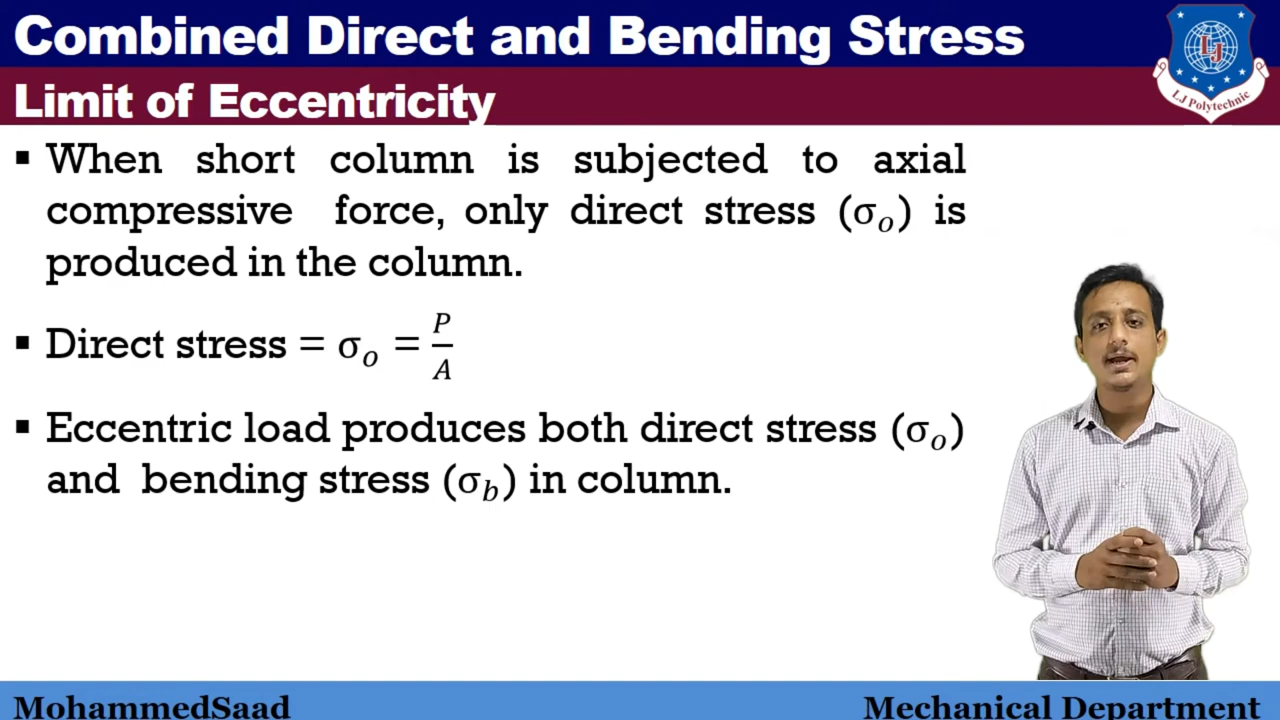 Combined Direct and Bending Stress
Limit of Eccentricity
LJ
L.J Polytechnic
▪ When short column is subjected to axial
compressive force, only direct stress (σₒ) is
produced in the column.
▪ Direct stress = σₒ = P/A
▪ Eccentric load produces both direct stress (σₒ)
and bending stress (σ_b) in column.
MohammedSaad
Mechanical Department